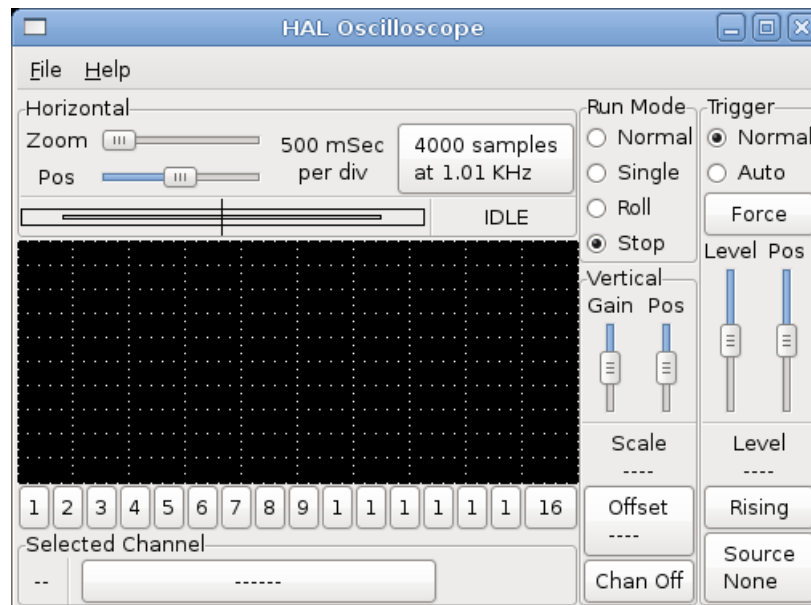 HAL Oscilloscope
File Help
Horizontal
Zoom
Pos
500 mSec
per div
4000 samples
at 1.01 KHz
IDLE
Run Mode
Normal
Single
Roll
Stop
Trigger
Normal
Auto
Force
Level Pos
Vertical
Gain Pos
Scale
----
Level
----
1 2 3 4 5 6 7 8 9 1 1 1 1 1 1 16
Offset
----
Rising
Selected Channel
-- ------
Chan Off
Source
None